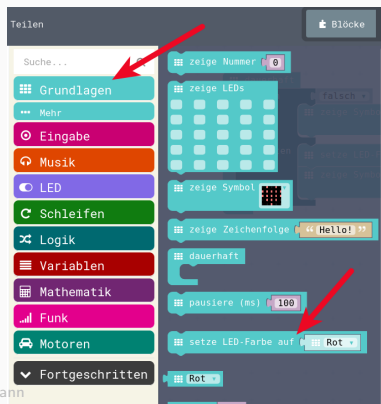 Teilen
Blöcke
Suche...
Grundlagen
Mehr
Eingabe
Musik
LED
Schleifen
Logik
Variablen
Mathematik
Funk
Motoren
Fortgeschritten
ann
zeige Nummer 0
zeige LEDs
falsch
zeige Symbol
zeige Zeichenfolge “ Hello! ”
dauerhaft
pausiere (ms) 100
setze LED-Farbe auf Rot
Rot